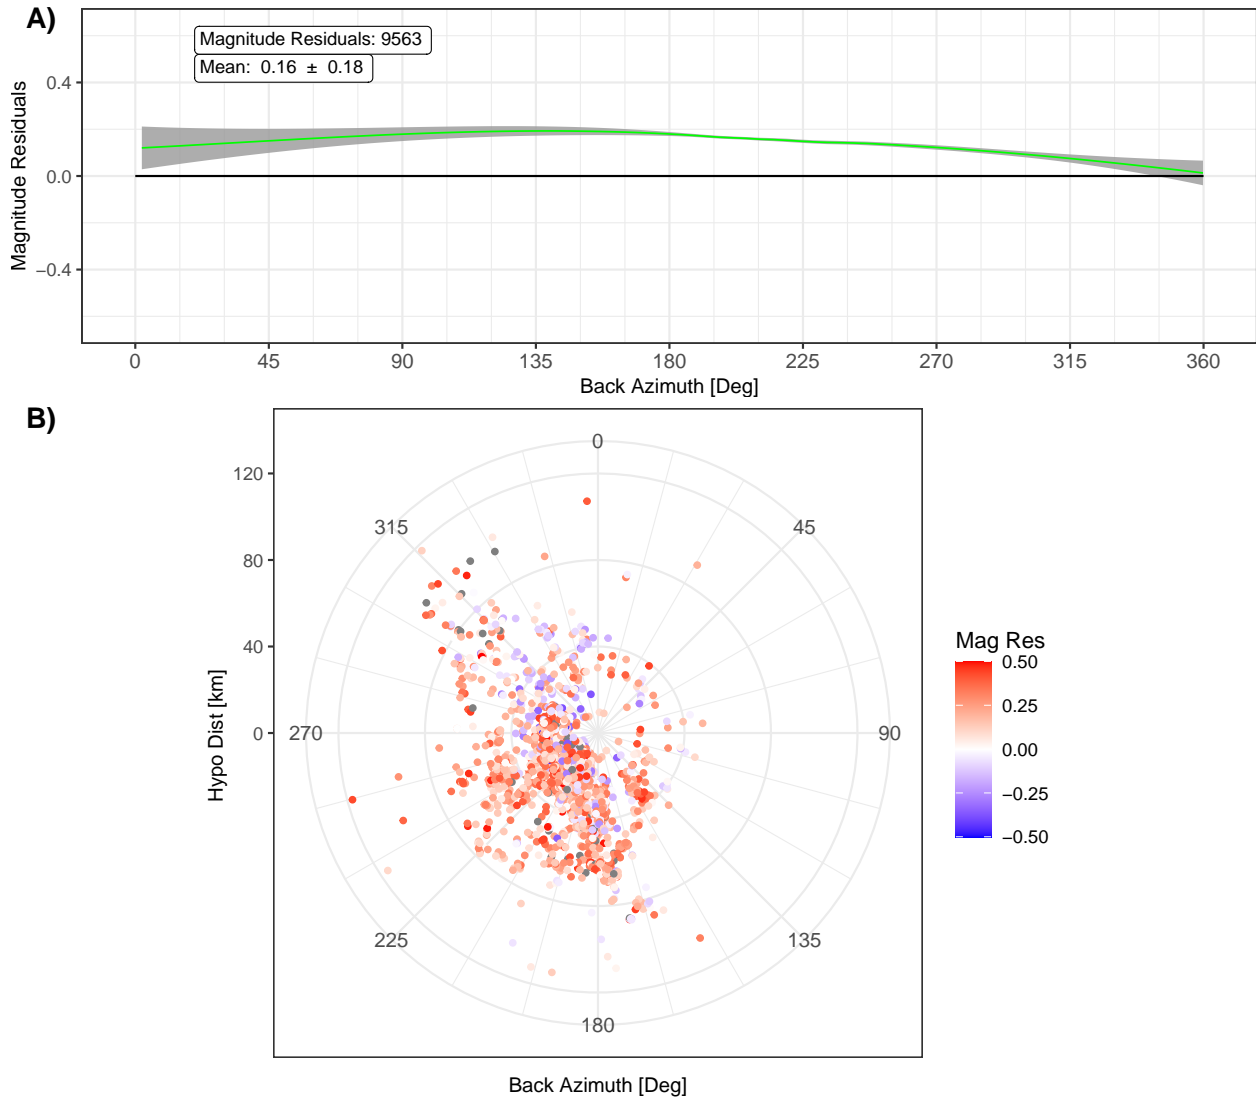 A)
Magnitude Residuals: 9563
Mean:  0.16  ±  0.18
Magnitude Residuals
0.4
0.0
−0.4
0 45 90 135 180 225 270 315 360
Back Azimuth [Deg]
B)
Hypo Dist [km]
120
80
40
0
0
45
90
135
180
225
270
315
Back Azimuth [Deg]
Mag Res
0.50
0.25
0.00
−0.25
−0.50